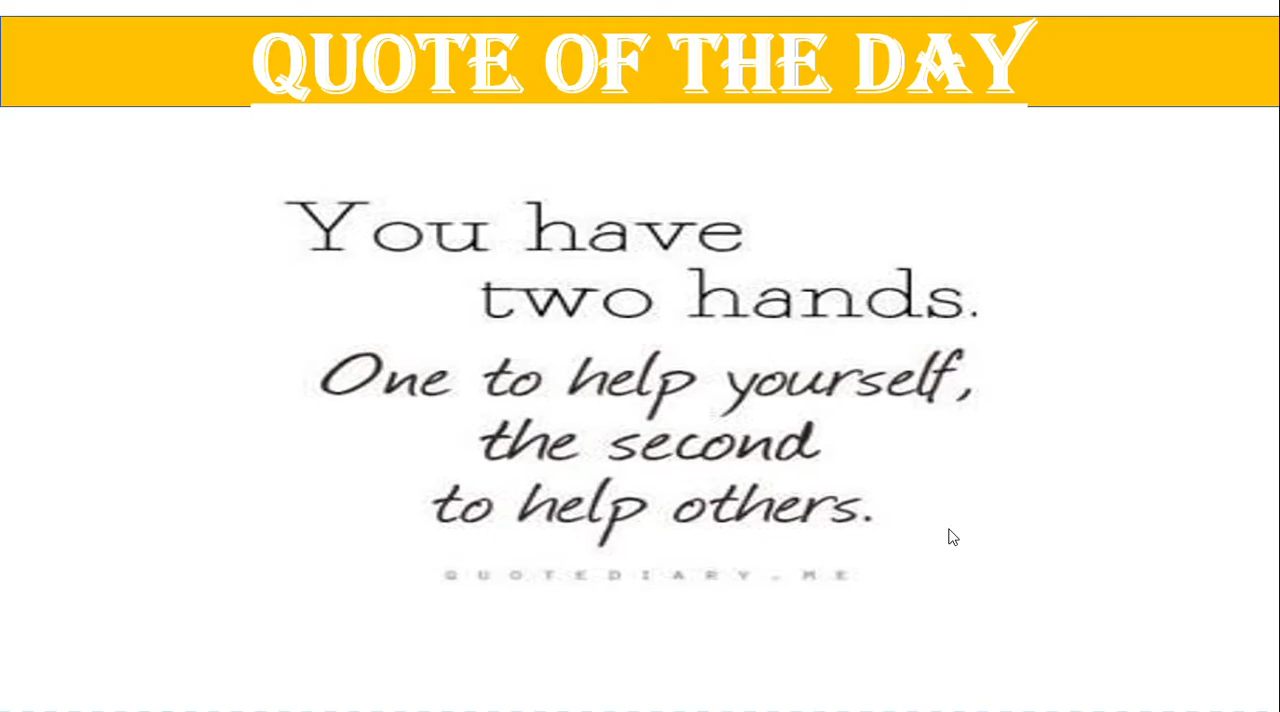 QUOTE OF THE DAY
You have
two hands.
One to help yourself,
the second
to help others.
QUOTEDIARY.ME